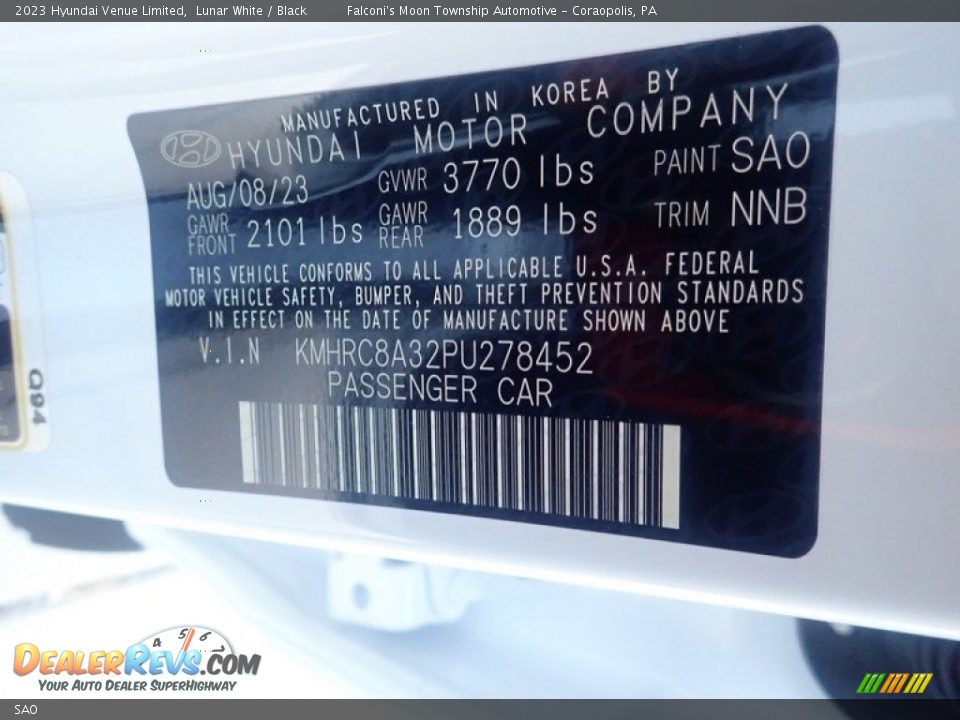 2023 Hyundai Venue Limited, Lunar White / Black Falconi's Moon Township Automotive – Coraopolis, PA
MANUFACTURED IN KOREA BY
HYUNDAI MOTOR COMPANY
AUG/08/23 GVWR 3770 lbs PAINT SAO
GAWR FRONT 2101 lbs GAWR REAR 1889 lbs TRIM NNB
THIS VEHICLE CONFORMS TO ALL APPLICABLE U.S.A. FEDERAL
MOTOR VEHICLE SAFETY, BUMPER, AND THEFT PREVENTION STANDARDS
IN EFFECT ON THE DATE OF MANUFACTURE SHOWN ABOVE
V.I.N KMHRC8A32PU278452
PASSENGER CAR
Q94
4 5 6
DEALERREVS.COM
YOUR AUTO DEALER SUPERHIGHWAY
SAO